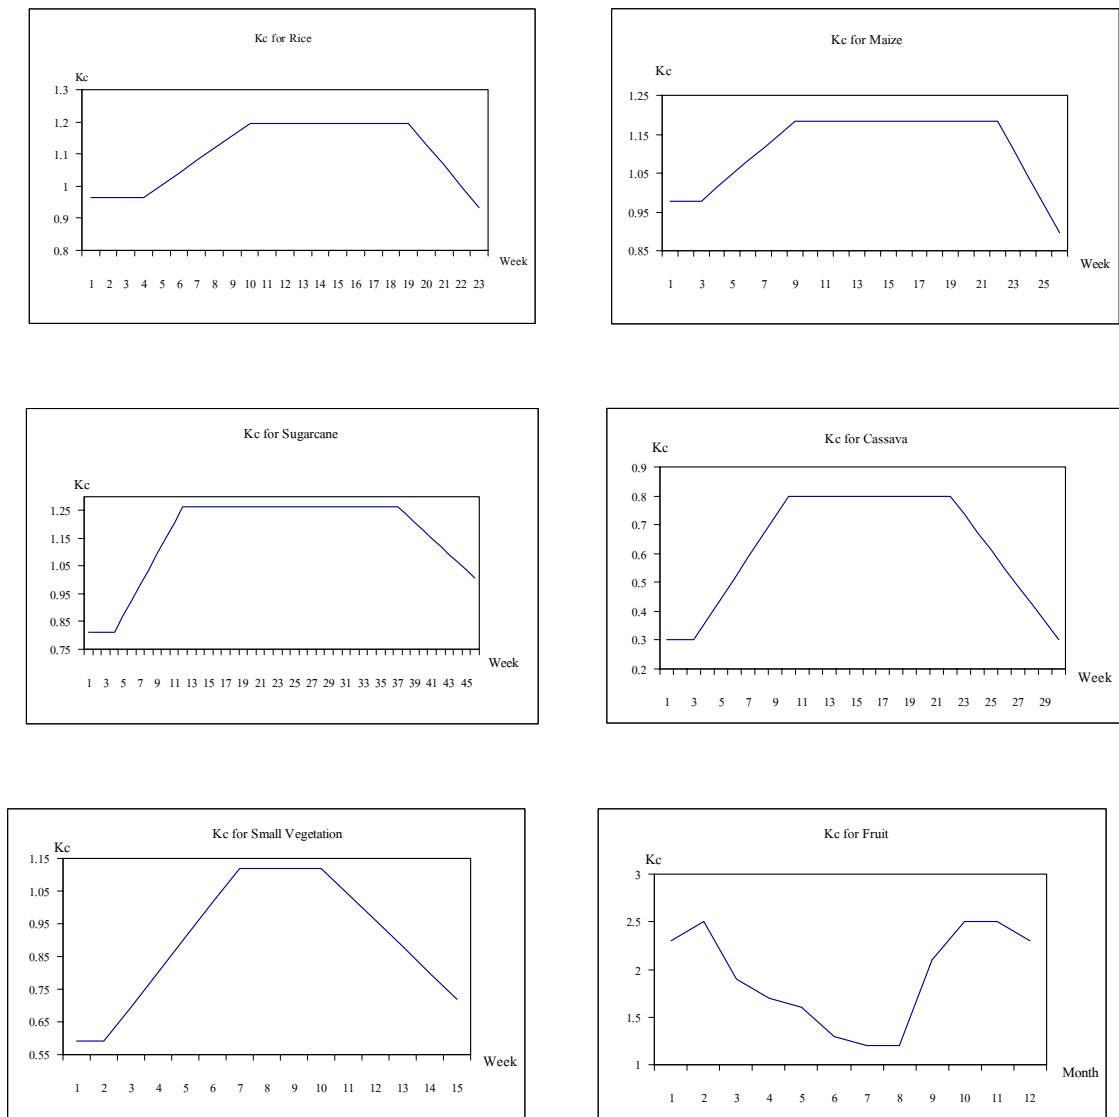 Kc for Rice
Kc
1.3
1.2
1.1
1
0.9
0.8
Week
1 2 3 4 5 6 7 8 9 10 11 12 13 14 15 16 17 18 19 20 21 22 23
Kc for Maize
Kc
1.25
1.15
1.05
0.95
0.85
Week
1 3 5 7 9 11 13 15 17 19 21 23 25
Kc for Sugarcane
Kc
1.25
1.15
1.05
0.95
0.85
0.75
Week
1 3 5 7 9 11 13 15 17 19 21 23 25 27 29 31 33 35 37 39 41 43 45
Kc for Cassava
Kc
0.9
0.8
0.7
0.6
0.5
0.4
0.3
0.2
Week
1 3 5 7 9 11 13 15 17 19 21 23 25 27 29
Kc for Small Vegetation
Kc
1.15
1.05
0.95
0.85
0.75
0.65
0.55
Week
1 2 3 4 5 6 7 8 9 10 11 12 13 14 15
Kc for Fruit
Kc
3
2.5
2
1.5
1
Month
1 2 3 4 5 6 7 8 9 10 11 12